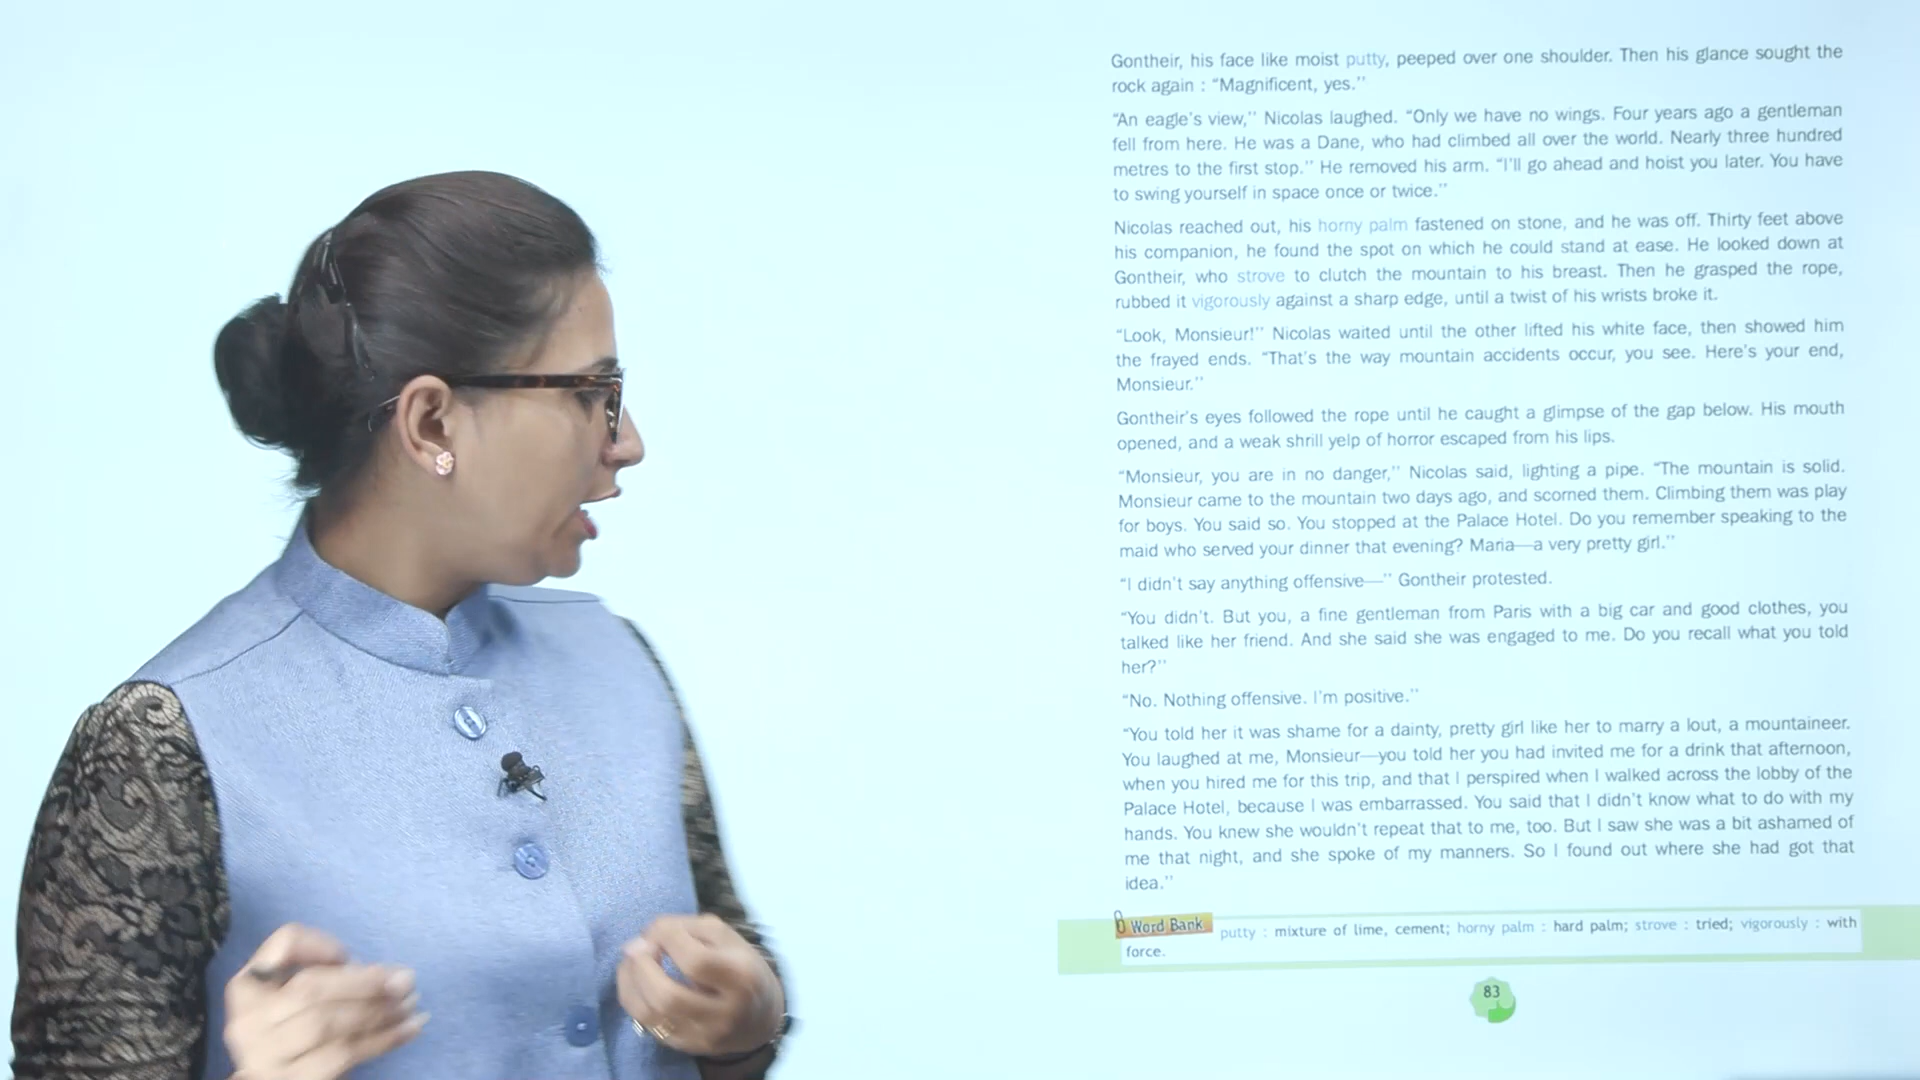 Gontheir, his face like moist putty, peeped over one shoulder. Then his glance sought the
rock again : “Magnificent, yes.’’
“An eagle’s view,’’ Nicolas laughed. “Only we have no wings. Four years ago a gentleman
fell from here. He was a Dane, who had climbed all over the world. Nearly three hundred
metres to the first stop.’’ He removed his arm. “I’ll go ahead and hoist you later. You have
to swing yourself in space once or twice.’’
Nicolas reached out, his horny palm fastened on stone, and he was off. Thirty feet above
his companion, he found the spot on which he could stand at ease. He looked down at
Gontheir, who strove to clutch the mountain to his breast. Then he grasped the rope,
rubbed it vigorously against a sharp edge, until a twist of his wrists broke it.
“Look, Monsieur!’’ Nicolas waited until the other lifted his white face, then showed him
the frayed ends. “That’s the way mountain accidents occur, you see. Here’s your end,
Monsieur.’’
Gontheir’s eyes followed the rope until he caught a glimpse of the gap below. His mouth
opened, and a weak shrill yelp of horror escaped from his lips.
“Monsieur, you are in no danger,’’ Nicolas said, lighting a pipe. “The mountain is solid.
Monsieur came to the mountain two days ago, and scorned them. Climbing them was play
for boys. You said so. You stopped at the Palace Hotel. Do you remember speaking to the
maid who served your dinner that evening? Maria—a very pretty girl.’’
“I didn’t say anything offensive—’’ Gontheir protested.
“You didn’t. But you, a fine gentleman from Paris with a big car and good clothes, you
talked like her friend. And she said she was engaged to me. Do you recall what you told
her?’’
“No. Nothing offensive. I’m positive.’’
“You told her it was shame for a dainty, pretty girl like her to marry a lout, a mountaineer.
You laughed at me, Monsieur—you told her you had invited me for a drink that afternoon,
when you hired me for this trip, and that I perspired when I walked across the lobby of the
Palace Hotel, because I was embarrassed. You said that I didn’t know what to do with my
hands. You knew she wouldn’t repeat that to me, too. But I saw she was a bit ashamed of
me that night, and she spoke of my manners. So I found out where she had got that
idea.’’
Word Bank putty : mixture of lime, cement; horny palm : hard palm; strove : tried; vigorously : with
force.
83